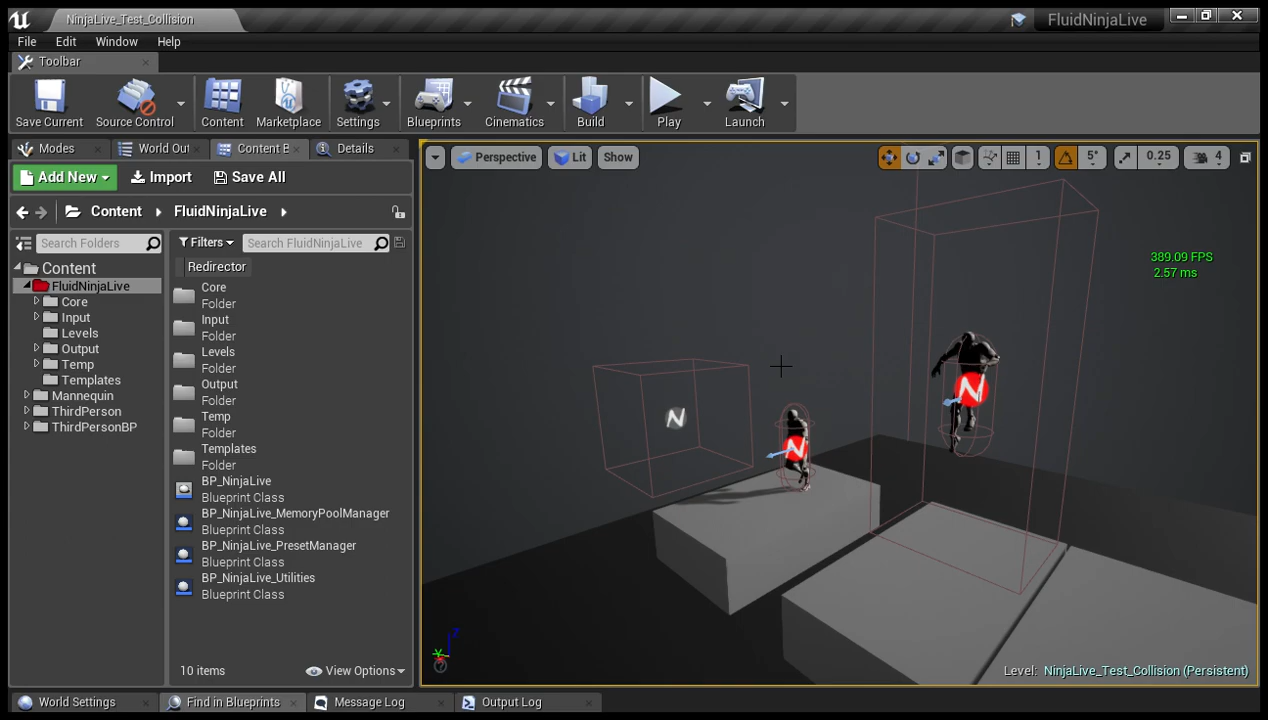 NinjaLive_Test_Collision
FluidNinjaLive
File Edit Window Help
Toolbar
Save Current Source Control Content Marketplace Settings Blueprints Cinematics Build Play Launch
Modes World Out Content B Details
Add New Import Save All
Content FluidNinjaLive
Search Folders
Filters Search FluidNinjaLive
Redirector
Content
FluidNinjaLive
Core
Input
Levels
Output
Temp
Templates
Mannequin
ThirdPerson
ThirdPersonBP
Core
Folder
Input
Folder
Levels
Folder
Output
Folder
Temp
Folder
Templates
Folder
BP_NinjaLive
Blueprint Class
BP_NinjaLive_MemoryPoolManager
Blueprint Class
BP_NinjaLive_PresetManager
Blueprint Class
BP_NinjaLive_Utilities
Blueprint Class
10 items View Options
Perspective Lit Show 1 5° 0.25 4
389.09 FPS
2.57 ms
N
N
N
Z
Level: NinjaLive_Test_Collision (Persistent)
World Settings Find in Blueprints Message Log Output Log